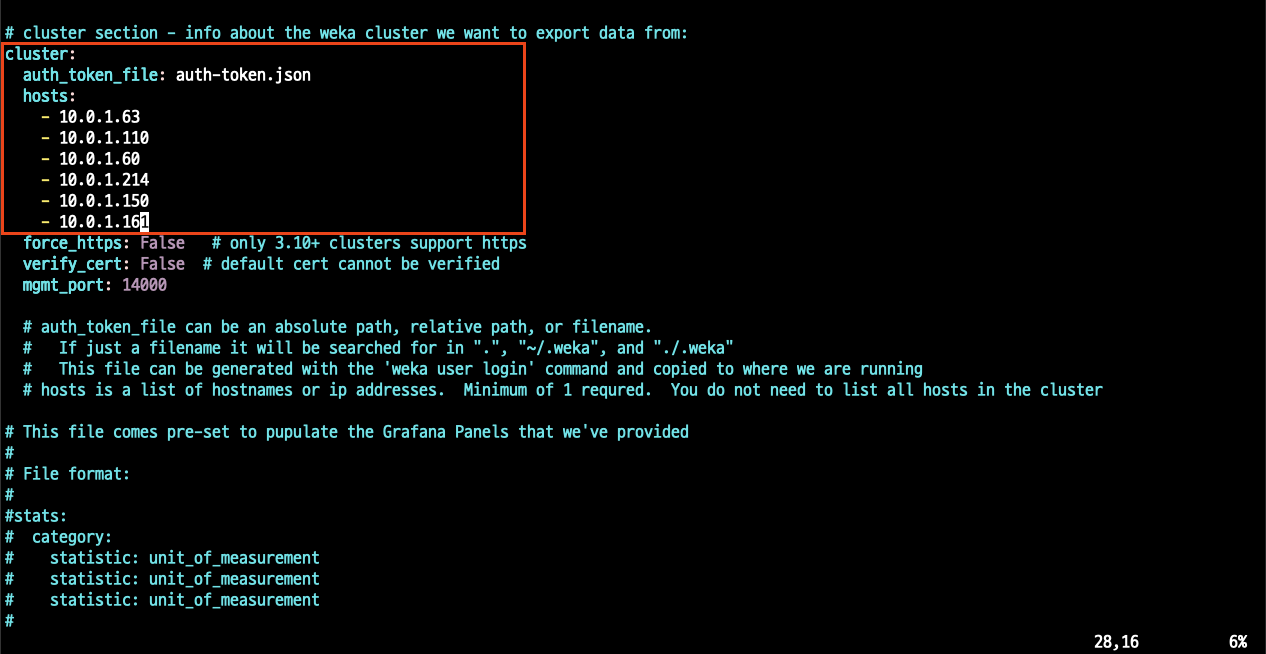 # cluster section - info about the weka cluster we want to export data from:
cluster:
  auth_token_file: auth-token.json
  hosts:
    - 10.0.1.63
    - 10.0.1.110
    - 10.0.1.60
    - 10.0.1.214
    - 10.0.1.150
    - 10.0.1.161
  force_https: False   # only 3.10+ clusters support https
  verify_cert: False  # default cert cannot be verified
  mgmt_port: 14000
  # auth_token_file can be an absolute path, relative path, or filename.
  #   If just a filename it will be searched for in ".", "~/.weka", and "./.weka"
  #   This file can be generated with the 'weka user login' command and copied to where we are running
  # hosts is a list of hostnames or ip addresses.  Minimum of 1 requred.  You do not need to list all hosts in the cluster
# This file comes pre-set to pupulate the Grafana Panels that we've provided
#
# File format:
#
#stats:
#  category:
#    statistic: unit_of_measurement
#    statistic: unit_of_measurement
#    statistic: unit_of_measurement
#
28,16 6%